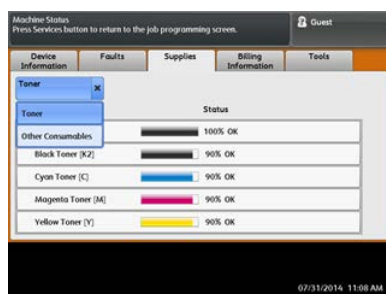 Machine Status
Press Services button to return to the job programming screen.
Guest
Device Information
Faults
Supplies
Billing Information
Tools
Toner
Status
Toner
100% OK
Other Consumables
Black Toner [K2]
90% OK
Cyan Toner [C]
90% OK
Magenta Toner [M]
90% OK
Yellow Toner [Y]
90% OK
07/31/2014 11:08 AM